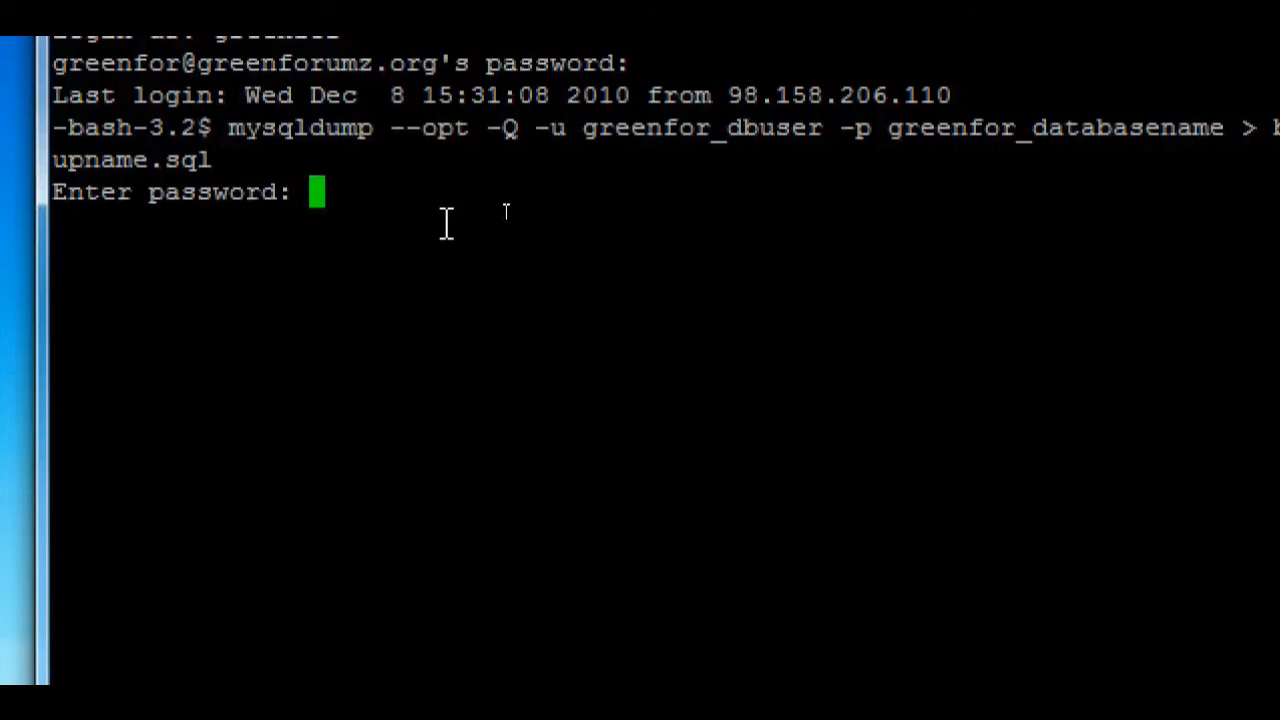 greenfor@greenforumz.org's password:
Last login: Wed Dec  8 15:31:08 2010 from 98.158.206.110
-bash-3.2$ mysqldump --opt -Q -u greenfor_dbuser -p greenfor_databasename >
upname.sql
Enter password: